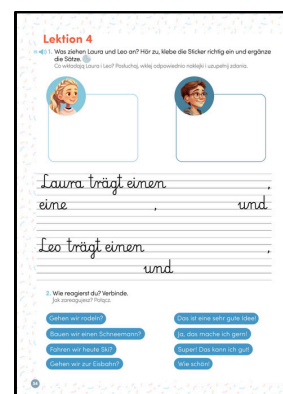 Lektion 4
1. Was ziehen Laura und Leo an? Hör zu, klebe die Sticker richtig ein und ergänze
die Sätze.
Co wkładają Laura i Leo? Posłuchaj, wklej odpowiednio naklejki i uzupełnij zdania.
Laura trägt einen ,
eine , und
Leo trägt einen ,
und
2. Wie reagierst du? Verbinde.
Jak zareagujesz? Połącz.
Gehen wir rodeln?
Das ist eine sehr gute Idee!
Bauen wir einen Schneemann?
Ja, das mache ich gern!
Fahren wir heute Ski?
Super! Das kann ich gut!
Gehen wir zur Eisbahn?
Wie schön!